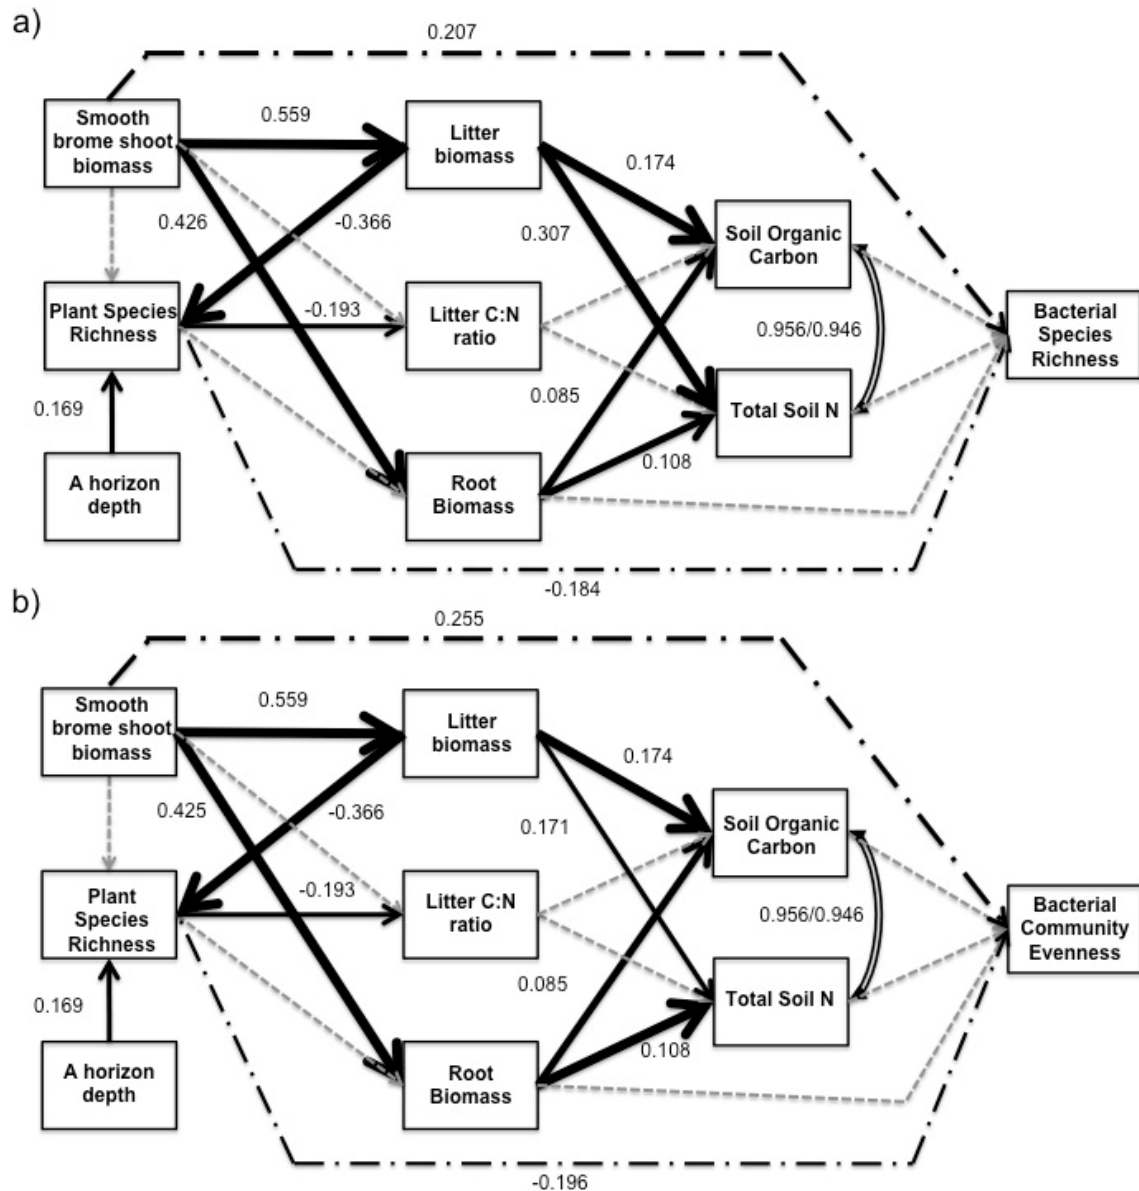 a)
0.207
Smooth
brome shoot
biomass
0.559
Litter
biomass
0.174
0.426
-0.366
0.307
Soil Organic
Carbon
Plant Species
Richness
-0.193
Litter C:N
ratio
0.956/0.946
Bacterial
Species
Richness
0.169
0.085
Total Soil N
A horizon
depth
Root
Biomass
0.108
-0.184
b)
0.255
Smooth
brome shoot
biomass
0.559
Litter
biomass
0.174
0.425
-0.366
0.171
Soil Organic
Carbon
Plant
Species
Richness
-0.193
Litter C:N
ratio
0.956/0.946
Bacterial
Community
Evenness
0.169
0.085
Total Soil N
A horizon
depth
Root
Biomass
0.108
-0.196